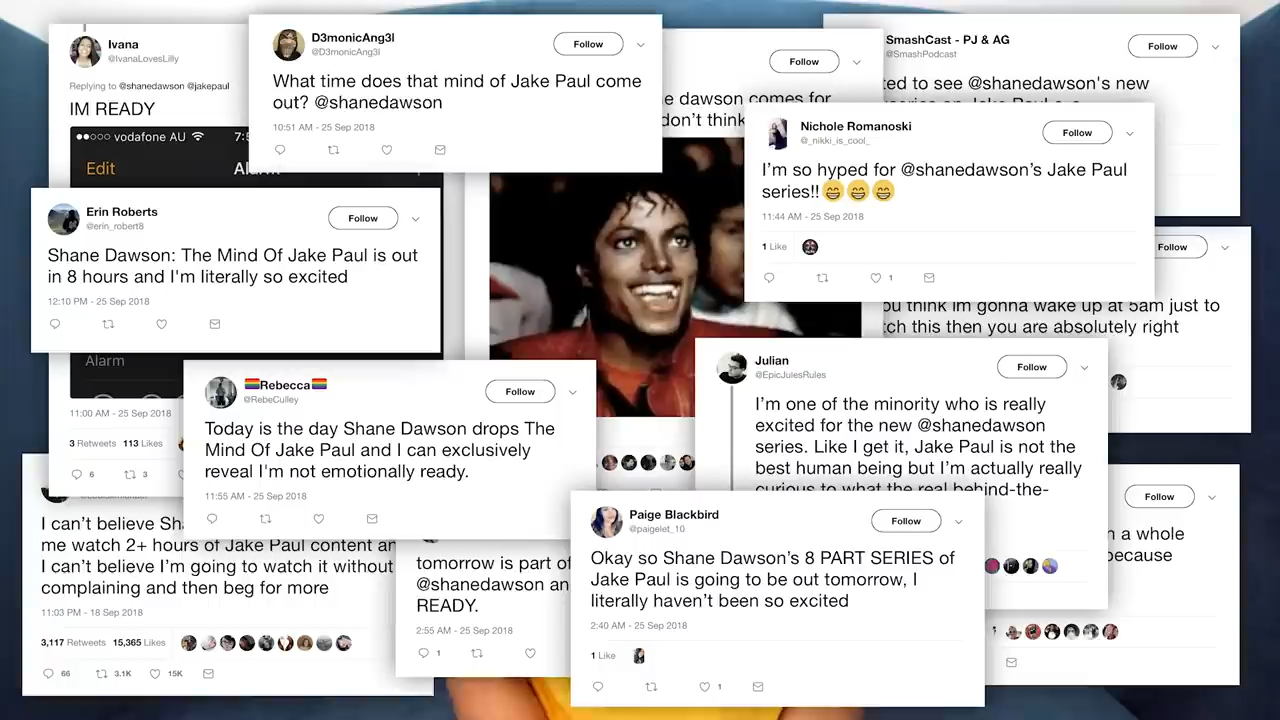 Ivana
@IvanaLovesLilly
Replying to @shanedawson @jakepaul
IM READY
vodafone AU
Edit
Alarm
11:00 AM - 25 Sep 2018
3 Retweets 113 Likes
6 3
D3monicAng3l
@D3monicAng3l
Follow
What time does that mind of Jake Paul come
out? @shanedawson
10:51 AM - 25 Sep 2018
Follow
dawson comes for
don't think
SmashCast - PJ & AG
@SmashPodcast
Follow
to see @shanedawson's new
Jake Paul
Nichole Romanoski
@_nikki_is_cool_
Follow
I'm so hyped for @shanedawson's Jake Paul
series!!😁😁😁
11:44 AM - 25 Sep 2018
1 Like
1
Erin Roberts
@erin_robert8
Follow
Shane Dawson: The Mind Of Jake Paul is out
in 8 hours and I'm literally so excited
12:10 PM - 25 Sep 2018
Follow
think im gonna wake up at 5am just to
this then you are absolutely right
🏳️‍🌈Rebecca🏳️‍🌈
@RebeCulley
Follow
Today is the day Shane Dawson drops The
Mind Of Jake Paul and I can exclusively
reveal I'm not emotionally ready.
11:55 AM - 25 Sep 2018
Julian
@EpicJulesRules
Follow
I'm one of the minority who is really
excited for the new @shanedawson
series. Like I get it, Jake Paul is not the
best human being but I'm actually really
curious to what the real behind-the-
I can't believe
me watch 2+ hours of Jake Paul content
I can't believe I'm going to watch it without
complaining and then beg for more
11:03 PM - 18 Sep 2018
3,117 Retweets 15,365 Likes
66 3.1K 15K
tomorrow is part of
@shanedawson
READY.
2:55 AM - 25 Sep 2018
1
Paige Blackbird
@paigelet_10
Follow
Okay so Shane Dawson's 8 PART SERIES of
Jake Paul is going to be out tomorrow, I
literally haven't been so excited
2:40 AM - 25 Sep 2018
1 Like
1
Follow
a whole
because